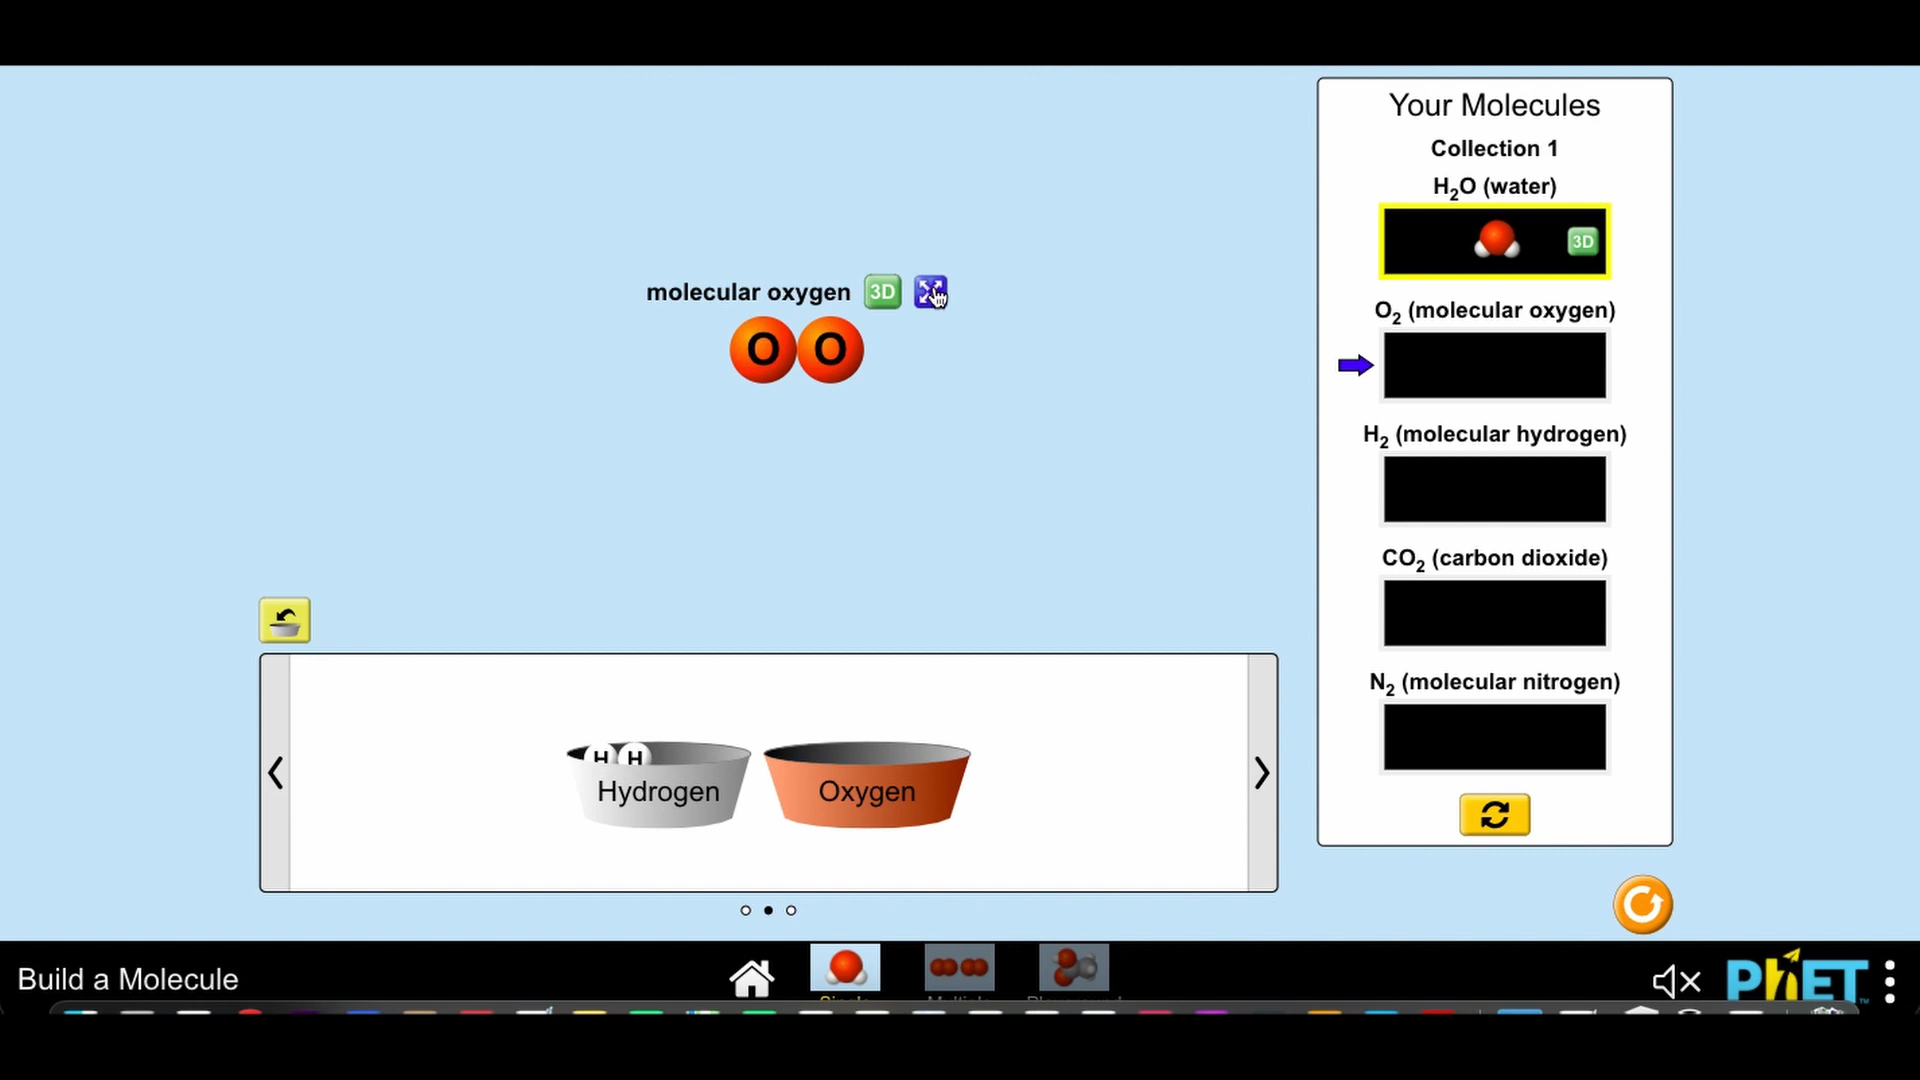 Your Molecules
Collection 1
H₂O (water)
3D
O₂ (molecular oxygen)
H₂ (molecular hydrogen)
CO₂ (carbon dioxide)
N₂ (molecular nitrogen)
molecular oxygen 3D
O O
H H
Hydrogen Oxygen
Build a Molecule
PhET